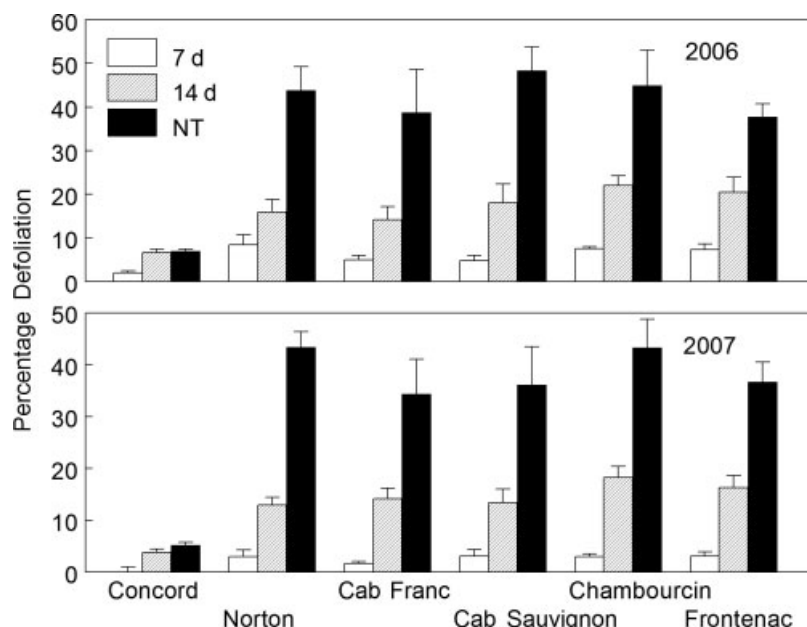 60
50
40
30
20
10
0
7 d
14 d
NT
2006
Percentage Defoliation
50
40
30
20
10
0
2007
Concord
Norton
Cab Franc
Cab Sauvignon
Chambourcin
Frontenac